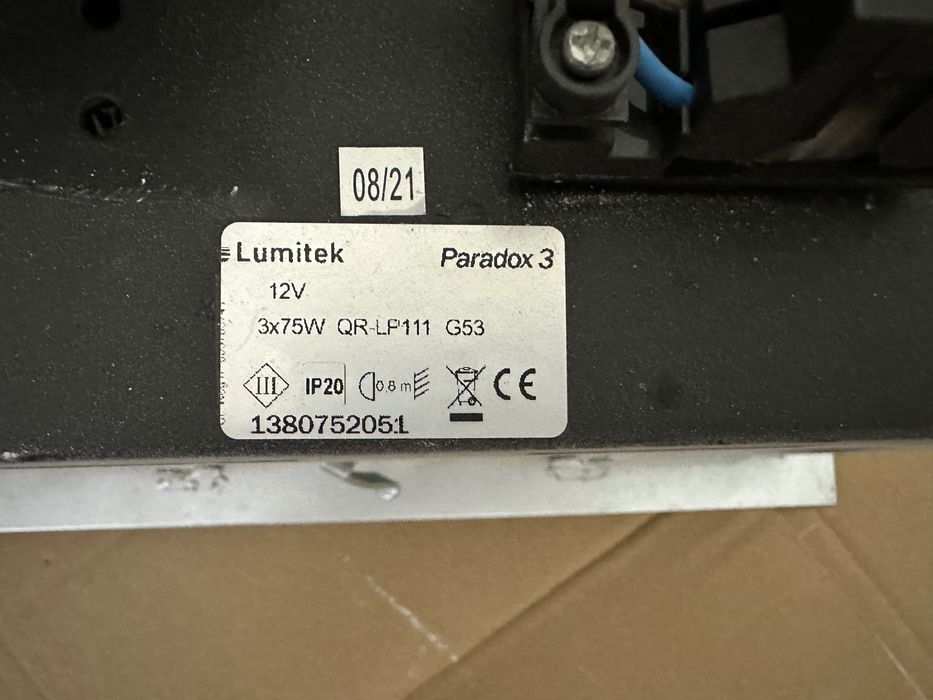 08/21
Lumitek Paradox 3
12V
3x75W QR-LP111 G53
III IP20 0,8 m CE
1380752051